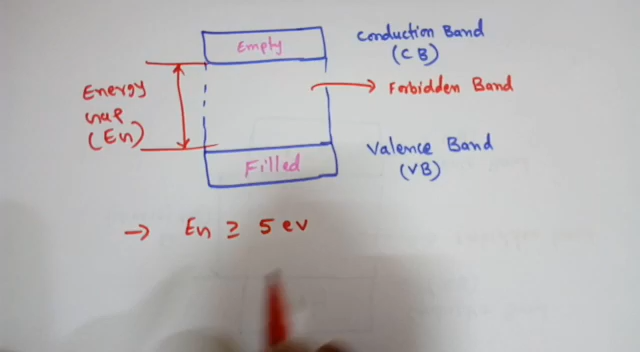 Empty
Conduction Band
(CB)
Energy
Gap
(EG)
Forbidden Band
Filled
Valence Band
(VB)
→ EG ≥ 5 ev